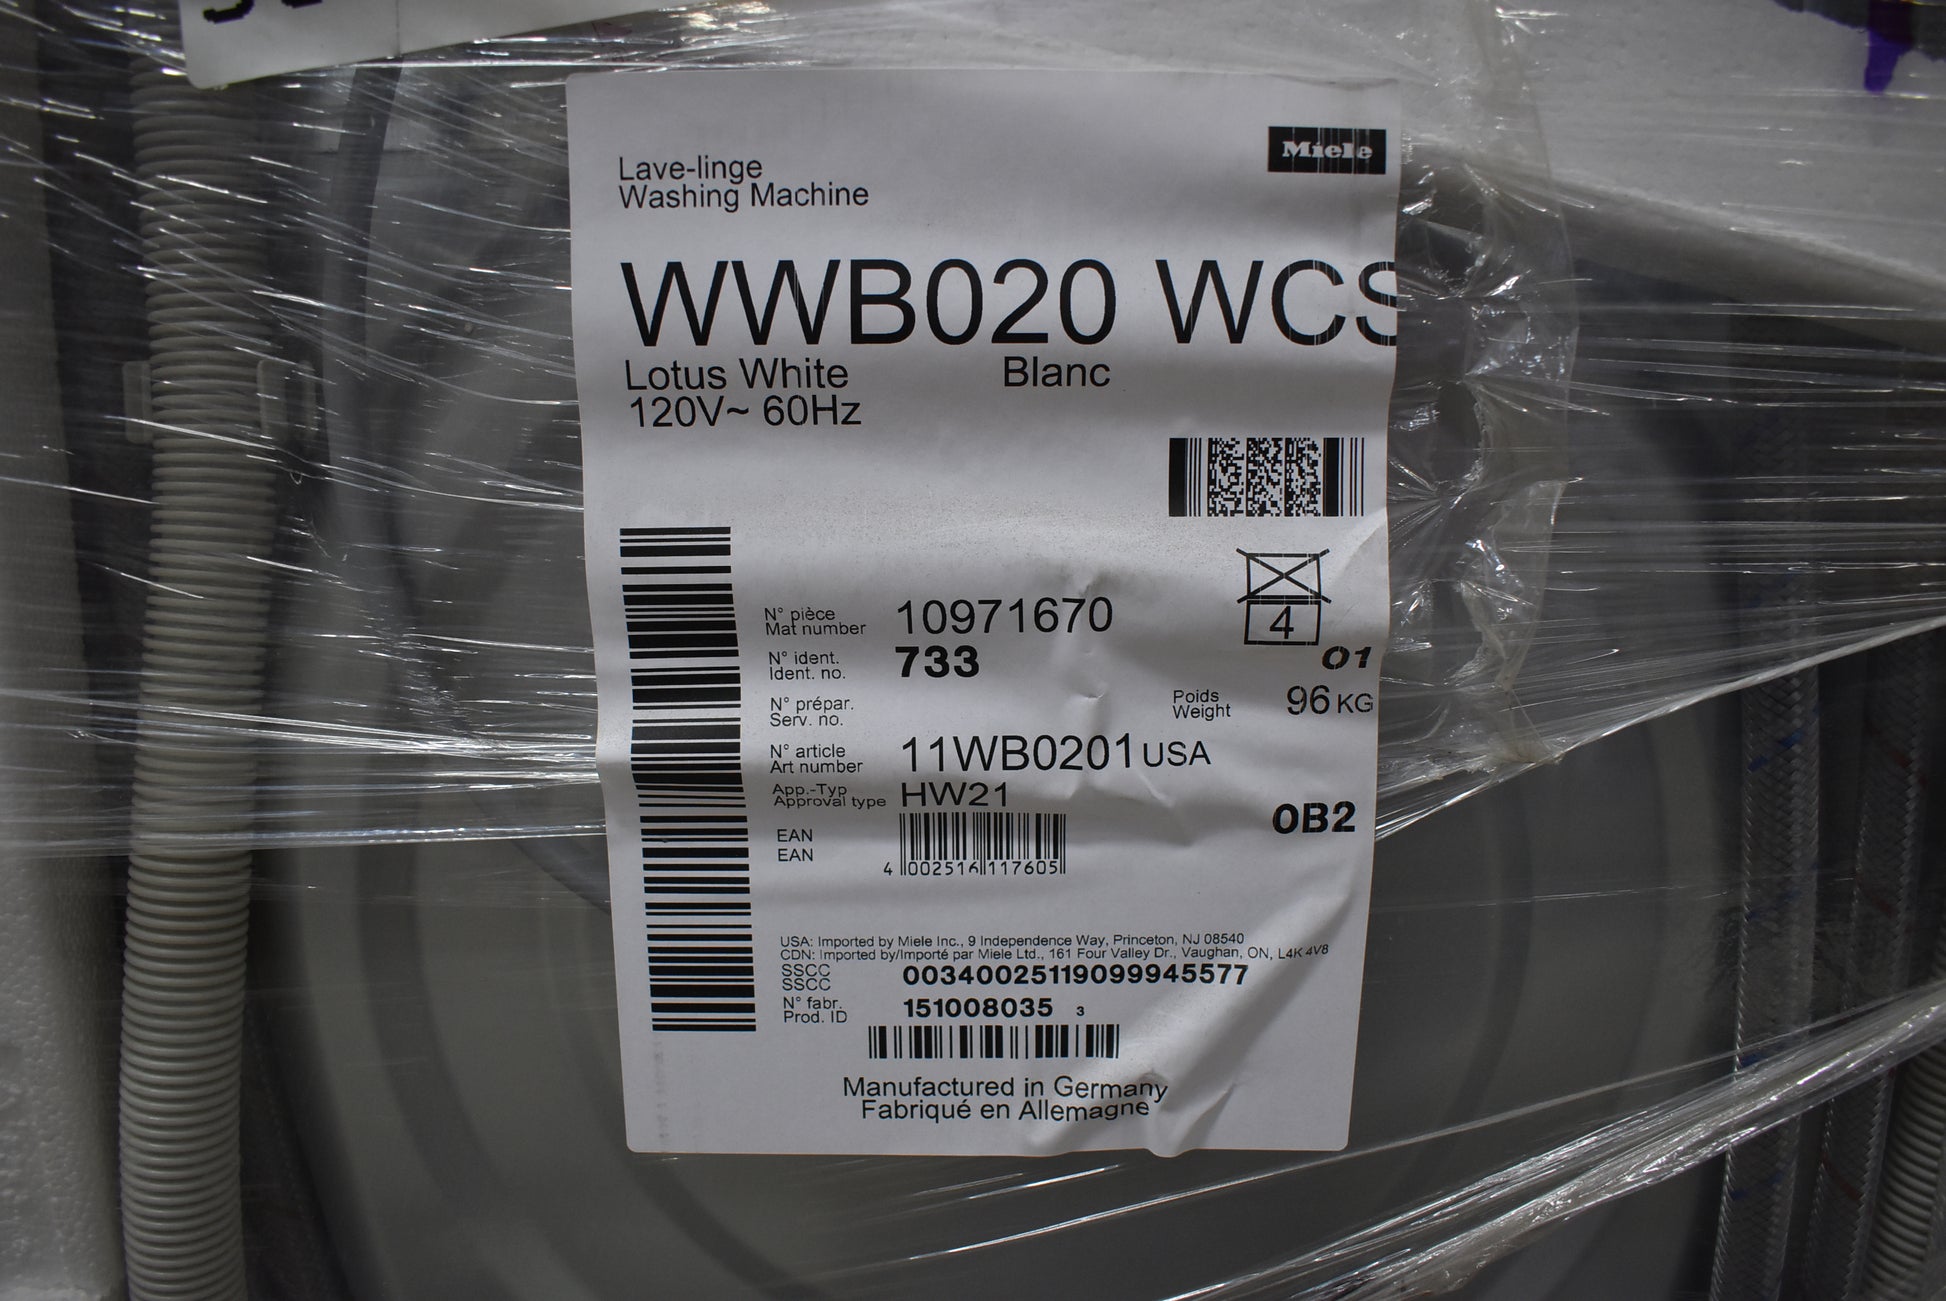 Miele
Lave-linge
Washing Machine
WWB020 WCS
Lotus White Blanc
120V~ 60Hz
4
N° pièce
Mat number 10971670
01
N° ident.
Ident. no. 733
N° prépar.
Serv. no.
Poids
Weight 96 KG
N° article
Art number 11WB0201 USA
App.-Typ
Approval type HW21
0B2
EAN
EAN
4 002516 117605
USA: Imported by Miele Inc., 9 Independence Way, Princeton, NJ 08540
CDN: Imported by/Importé par Miele Ltd., 161 Four Valley Dr., Vaughan, ON, L4K 4V8
SSCC
SSCC 00340025119099945577
N° fabr.
Prod. ID 151008035 3
Manufactured in Germany
Fabriqué en Allemagne